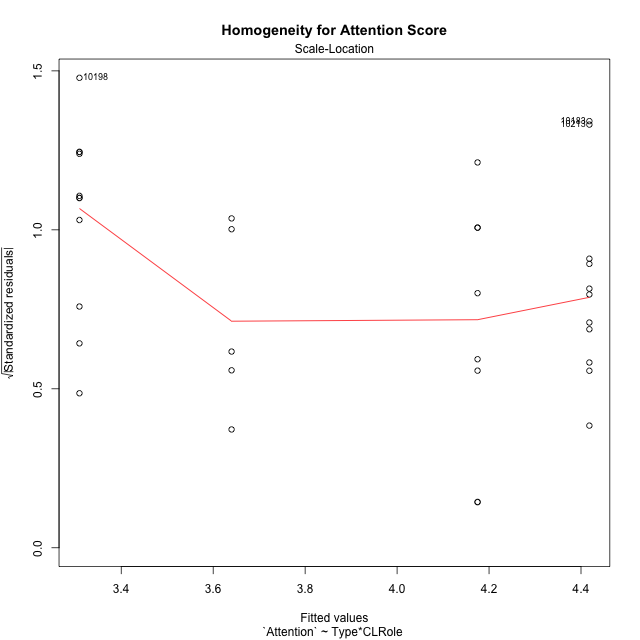 Homogeneity for Attention Score
Scale-Location
1.5
1.0
0.5
0.0
√|Standardized residuals|
10198
10213
3.4
3.6
3.8
4.0
4.2
4.4
Fitted values
`Attention` ~ Type*CLRole